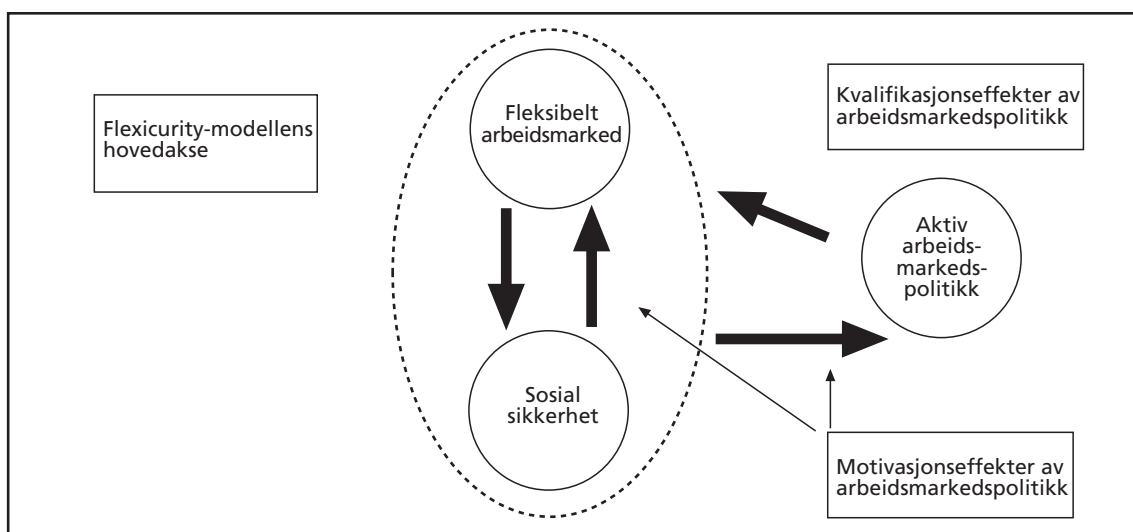 Flexicurity-modellens
hovedakse
Fleksibelt
arbeidsmarked
Kvalifikasjonseffekter av
arbeidsmarkedspolitikk
Aktiv
arbeids-
markeds-
politikk
Sosial
sikkerhet
Motivasjonseffekter av
arbeidsmarkedspolitikk